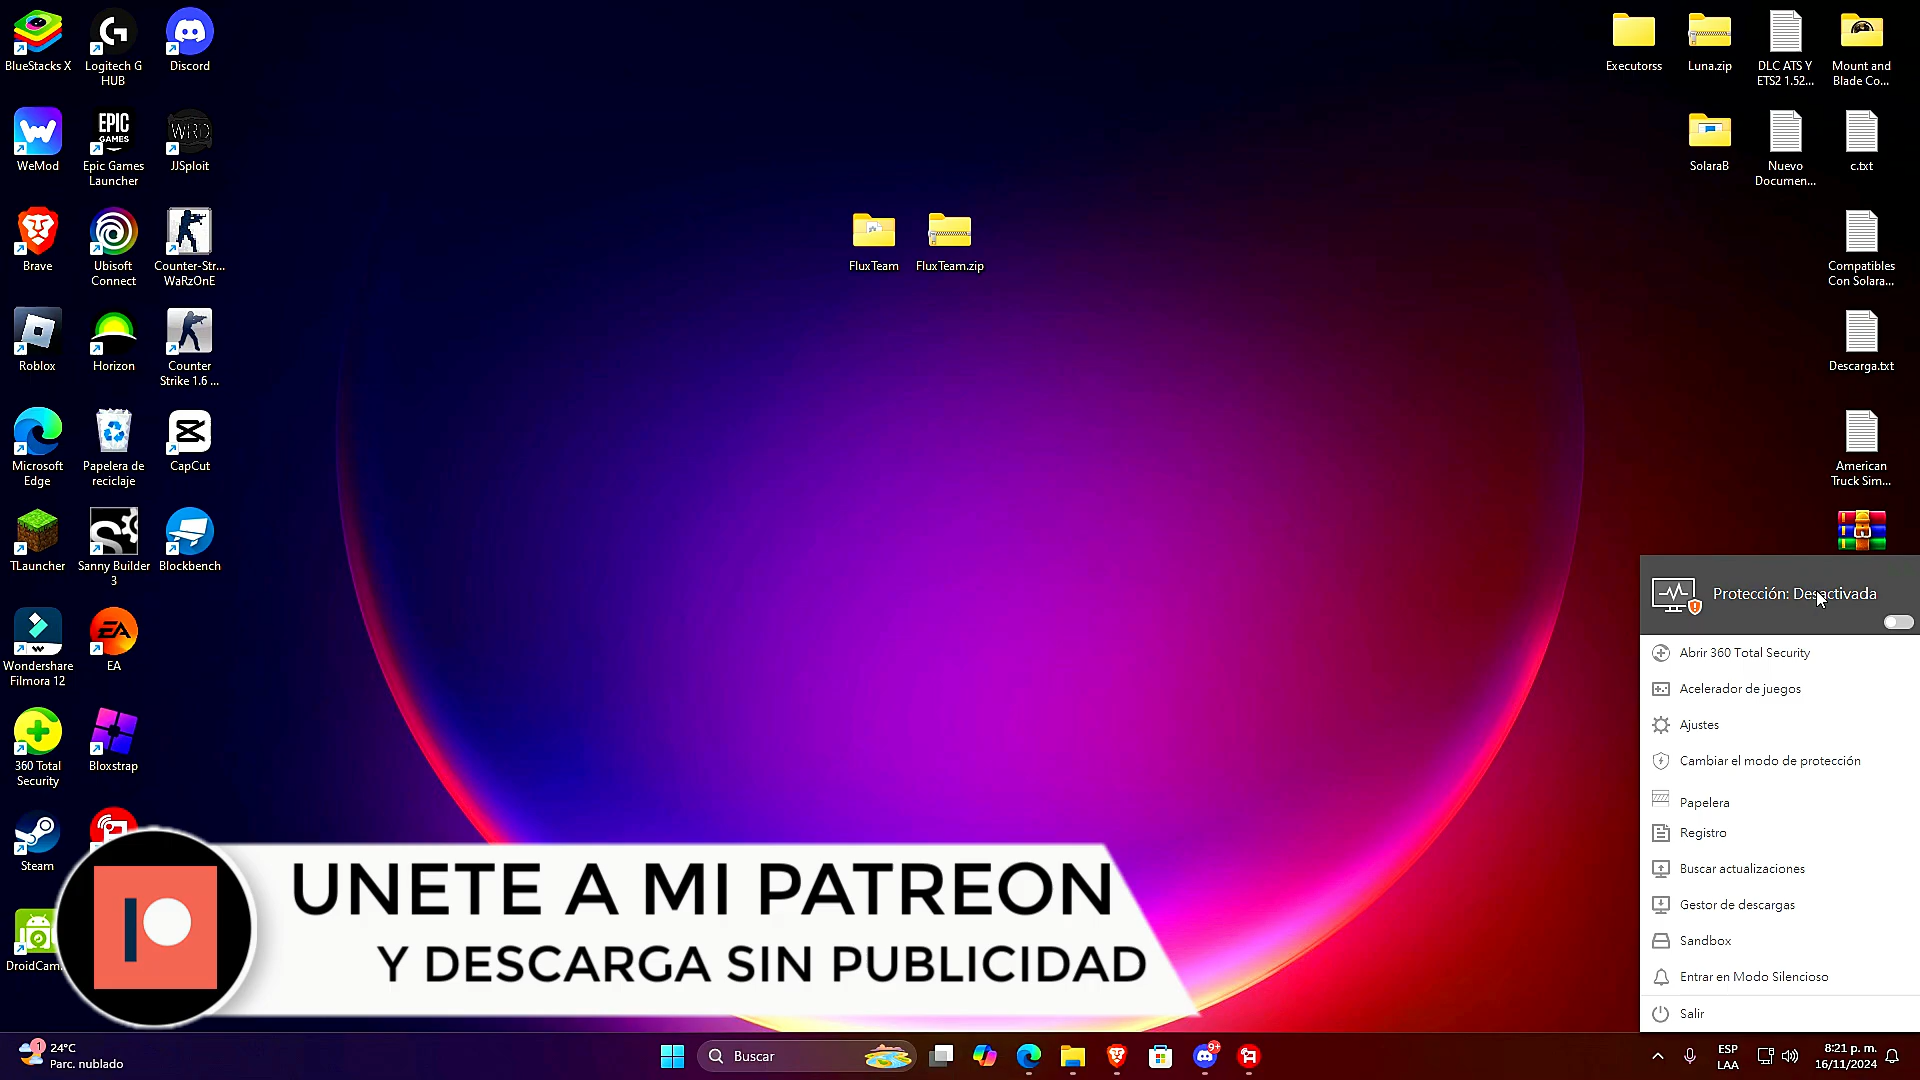 BlueStacks X
Logitech G
HUB
Discord
WeMod
EPIC
GAMES
Epic Games
Launcher
WRD
JJSploit
Brave
Ubisoft
Connect
Counter-Str...
WaRzOnE
Roblox
Horizon
Counter
Strike 1.6 ...
Microsoft
Edge
Papelera de
reciclaje
CapCut
TLauncher
Sanny Builder
3
Blockbench
Wondershare
Filmora 12
EA
EA
360 Total
Security
Bloxstrap
Steam
DroidCam
FluxTeam
FluxTeam.zip
Executorss
Luna.zip
DLC ATS Y
ETS2 1.52...
Mount and
Blade Co...
SolaraB
Nuevo
Documen...
c.txt
Compatibles
Con Solara...
Descarga.txt
American
Truck Sim...
Protección: Desactivada
Abrir 360 Total Security
Acelerador de juegos
Ajustes
Cambiar el modo de protección
Papelera
Registro
Buscar actualizaciones
Gestor de descargas
Sandbox
Entrar en Modo Silencioso
Salir
UNETE A MI PATREON
Y DESCARGA SIN PUBLICIDAD
1
24°C
Parc. nublado
Buscar
9+
ESP
LAA
8:21 p. m.
16/11/2024